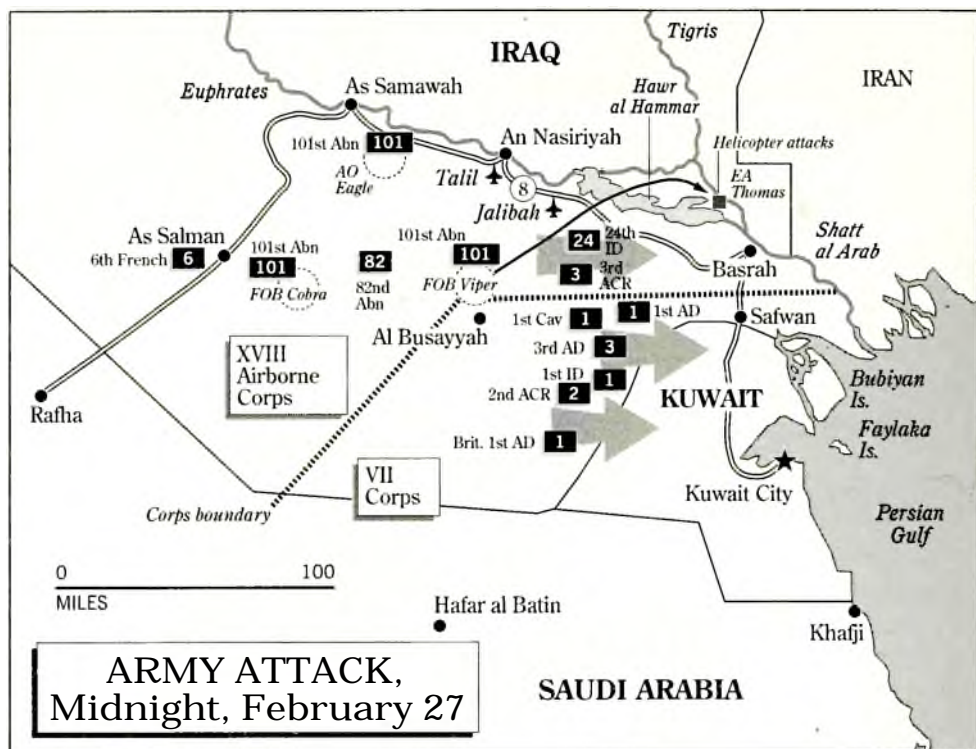 IRAQ
Tigris
IRAN
Euphrates
As Samawah
Hawr
al Hammar
101st Abn
101
An Nasiriyah
Helicopter attacks
AO
Eagle
Talil
EA
Thomas
8
Jalibah
Shatt
al Arab
As Salman
6th French
6
101st Abn
101
FOB Cobra
82
82nd
Abn
101st Abn
101
FOB Viper
24
24th
ID
3
3rd
ACR
Basrah
Al Busayyah
1st Cav
1
1
1st AD
Safwan
3rd AD
3
1st ID
1
2nd ACR
2
Brit. 1st AD
1
KUWAIT
Bubiyan
Is.
Faylaka
Is.
Kuwait City
XVIII
Airborne
Corps
Rafha
VII
Corps
Corps boundary
Persian
Gulf
0
100
MILES
Hafar al Batin
Khafji
SAUDI ARABIA
ARMY ATTACK,
Midnight, February 27